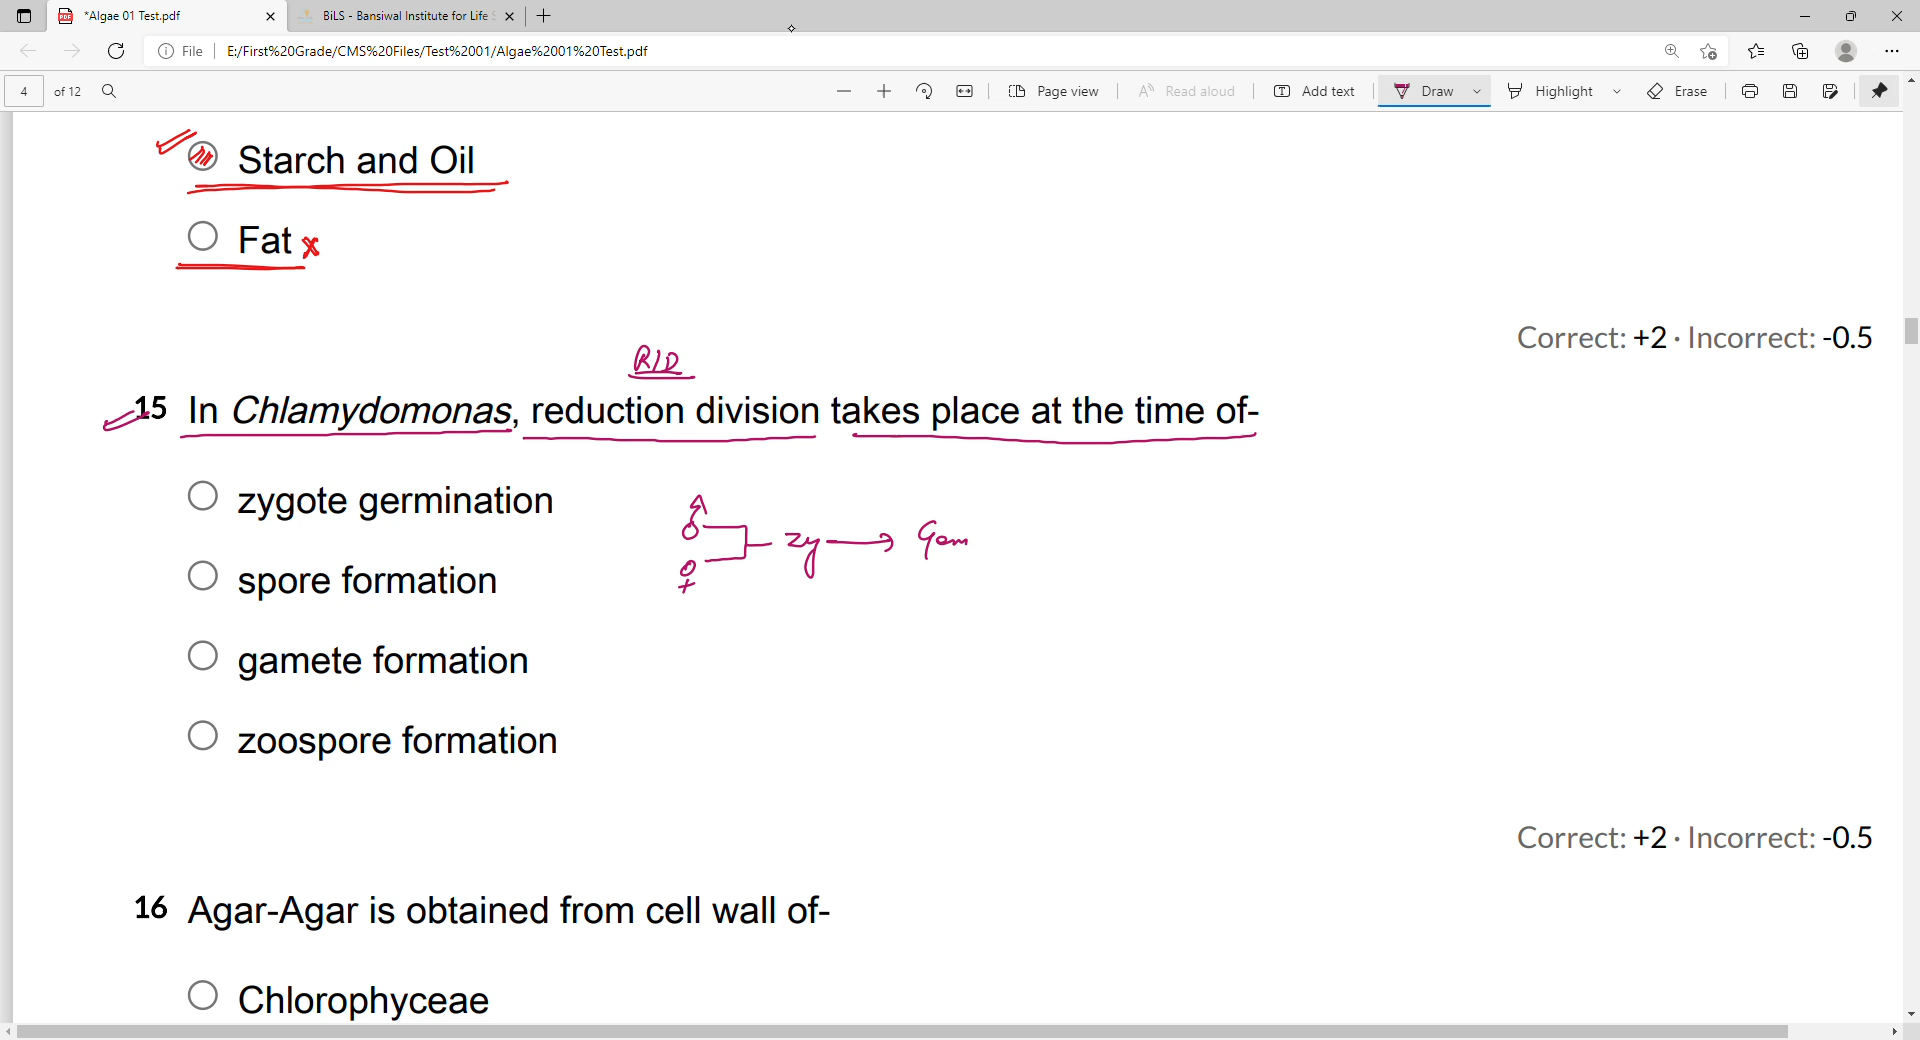 *Algae 01 Test.pdf
BiLS - Bansiwal Institute for Life S
File
E:/First%20Grade/CMS%20Files/Test%2001/Algae%2001%20Test.pdf
4 of 12
Page view
Read aloud
Add text
Draw
Highlight
Erase
Starch and Oil
Fat x
Correct: +2 · Incorrect: -0.5
R/D
15 In Chlamydomonas, reduction division takes place at the time of-
zygote germination
♂ ♀ zy → Gem
spore formation
gamete formation
zoospore formation
Correct: +2 · Incorrect: -0.5
16 Agar-Agar is obtained from cell wall of-
Chlorophyceae